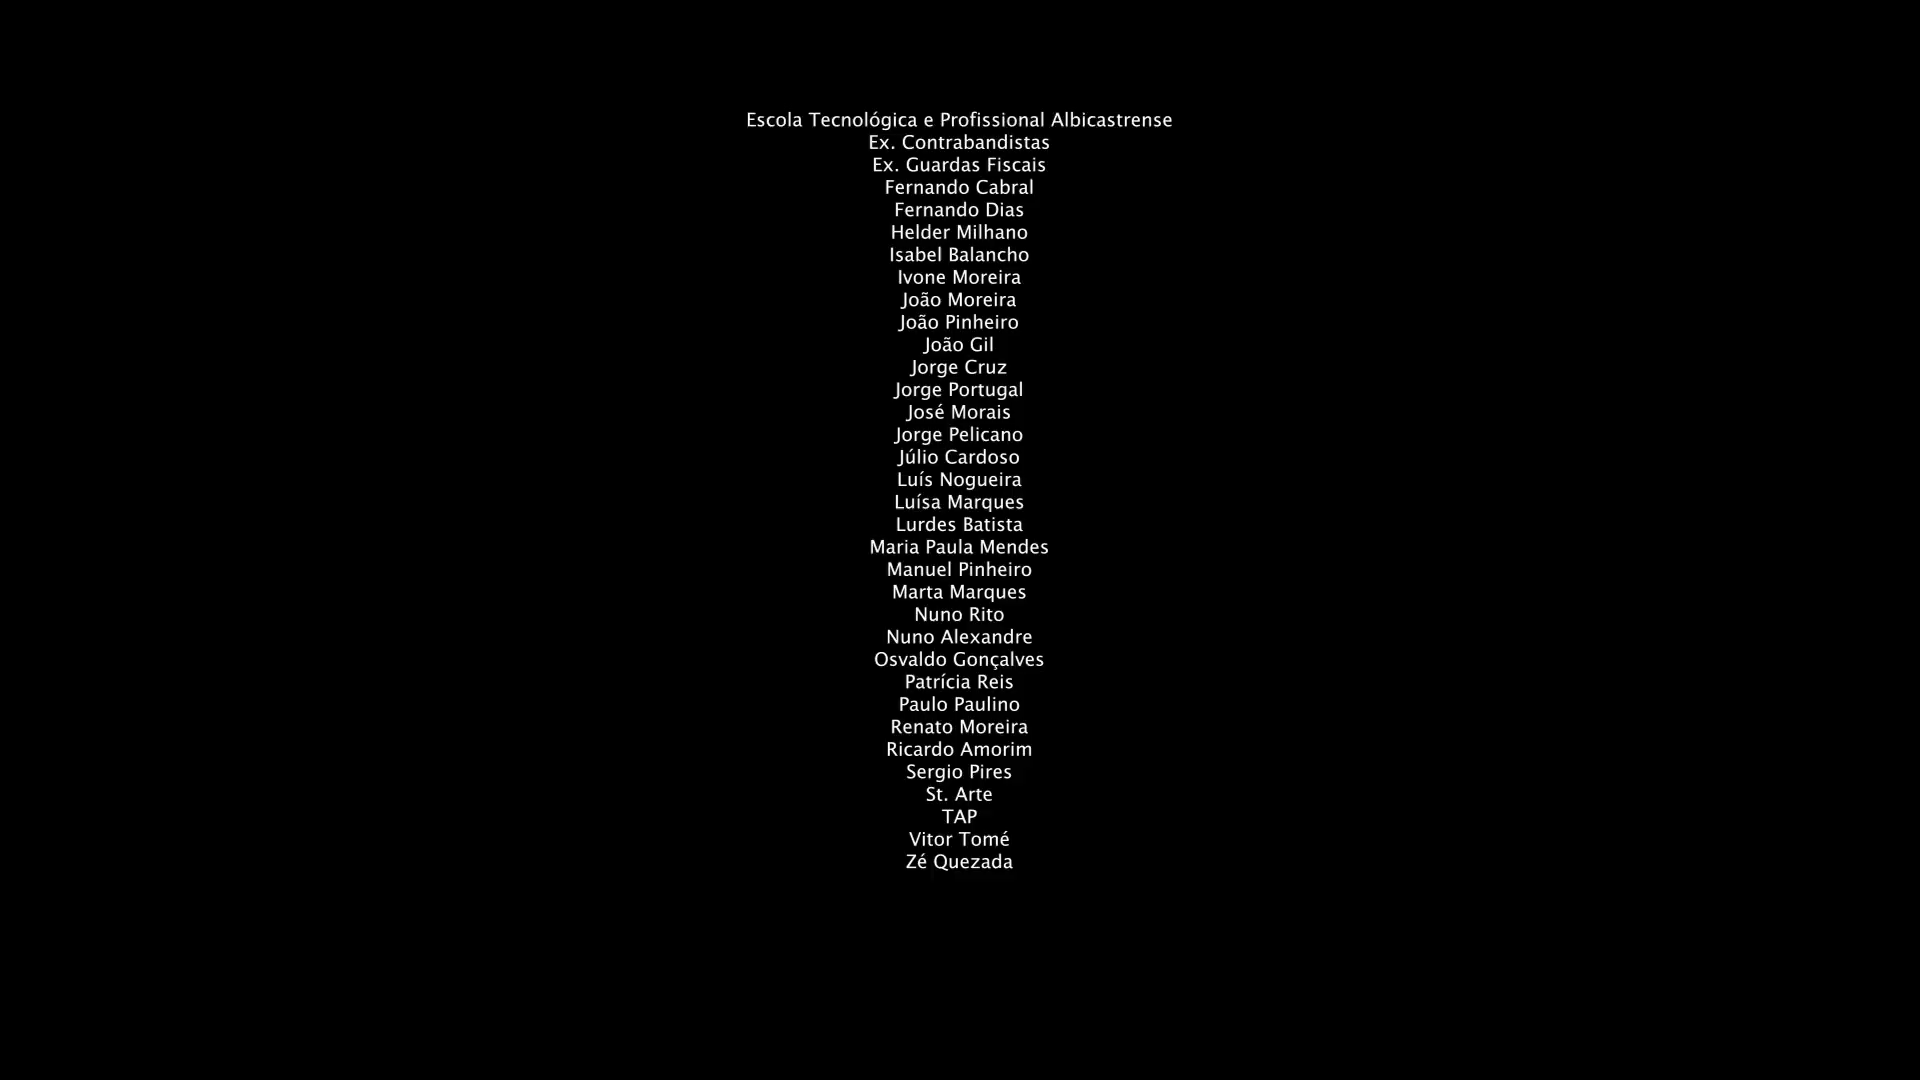 Escola Tecnológica e Profissional Albicastrense
Ex. Contrabandistas
Ex. Guardas Fiscais
Fernando Cabral
Fernando Dias
Helder Milhano
Isabel Balancho
Ivone Moreira
João Moreira
João Pinheiro
João Gil
Jorge Cruz
Jorge Portugal
José Morais
Jorge Pelicano
Júlio Cardoso
Luís Nogueira
Luísa Marques
Lurdes Batista
Maria Paula Mendes
Manuel Pinheiro
Marta Marques
Nuno Rito
Nuno Alexandre
Osvaldo Gonçalves
Patrícia Reis
Paulo Paulino
Renato Moreira
Ricardo Amorim
Sergio Pires
St. Arte
TAP
Vitor Tomé
Zé Quezada